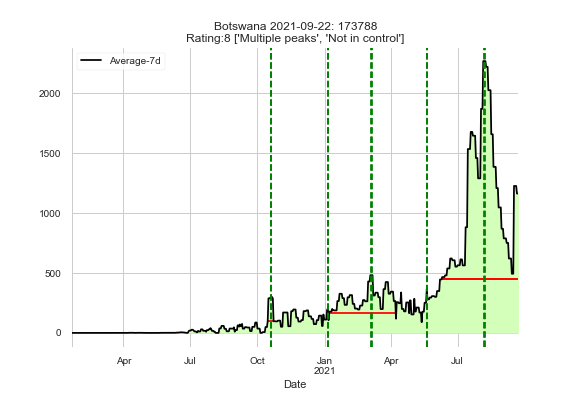 Botswana 2021-09-22: 173788
Rating:8 ['Multiple peaks', 'Not in control']
Average-7d
2000
1500
1000
500
0
Apr Jul Oct Jan Apr Jul
2021
Date